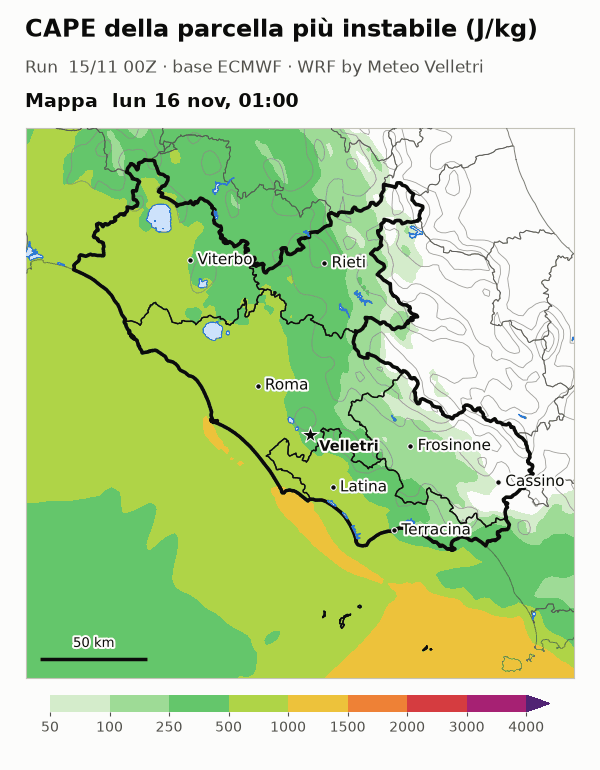 CAPE della parcella più instabile (J/kg)
Run 15/11 00Z · base ECMWF · WRF by Meteo Velletri
Mappa lun 16 nov, 01:00
Viterbo
Rieti
Roma
Velletri
Frosinone
Cassino
Latina
Terracina
50 km
50 100 250 500 1000 1500 2000 3000 4000